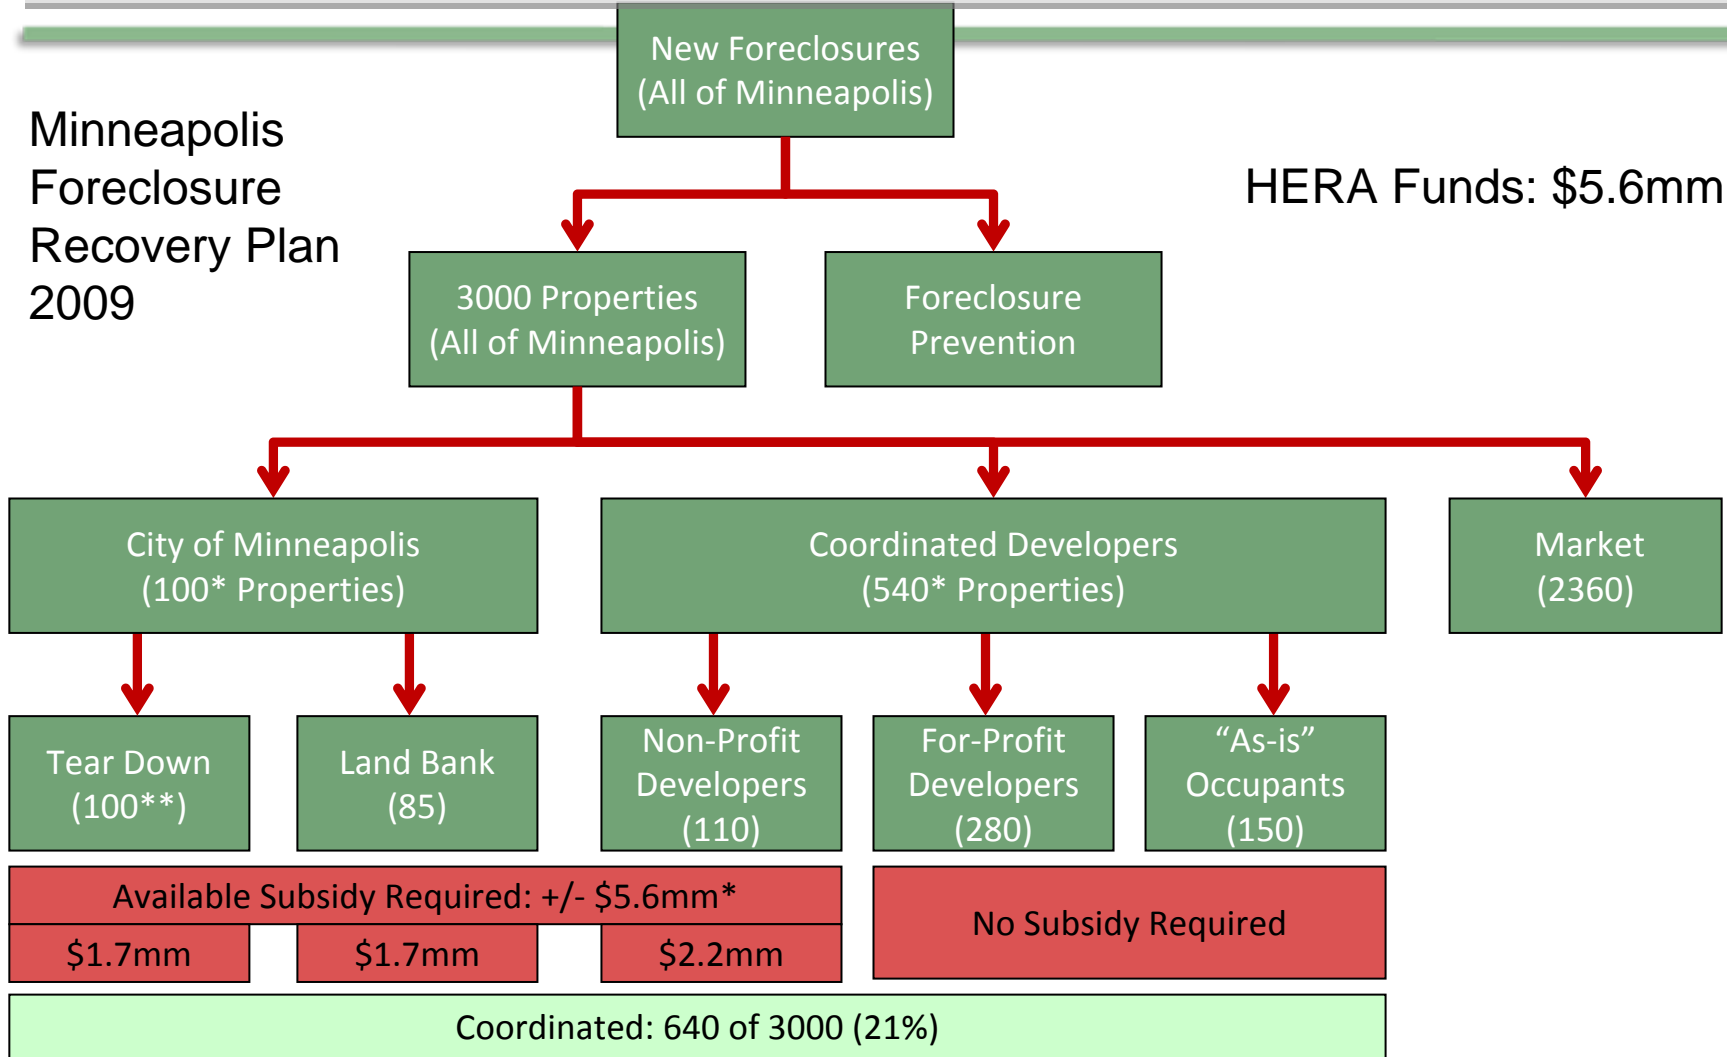 New Foreclosures
(All of Minneapolis)
Minneapolis
Foreclosure
Recovery Plan
2009
HERA Funds: $5.6mm
3000 Properties
(All of Minneapolis)
Foreclosure
Prevention
City of Minneapolis
(100* Properties)
Coordinated Developers
(540* Properties)
Market
(2360)
Tear Down
(100**)
Land Bank
(85)
Non-Profit
Developers
(110)
For-Profit
Developers
(280)
“As-is”
Occupants
(150)
Available Subsidy Required: +/- $5.6mm*
$1.7mm
$1.7mm
$2.2mm
No Subsidy Required
Coordinated: 640 of 3000 (21%)